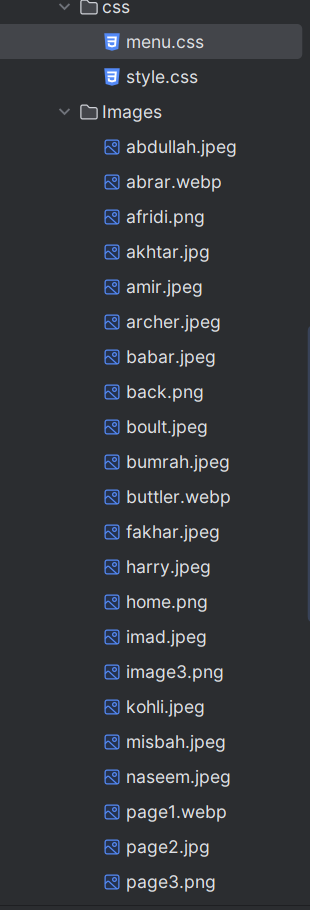 css
menu.css
style.css
Images
abdullah.jpeg
abrar.webp
afridi.png
akhtar.jpg
amir.jpeg
archer.jpeg
babar.jpeg
back.png
boult.jpeg
bumrah.jpeg
buttler.webp
fakhar.jpeg
harry.jpeg
home.png
imad.jpeg
image3.png
kohli.jpeg
misbah.jpeg
naseem.jpeg
page1.webp
page2.jpg
page3.png